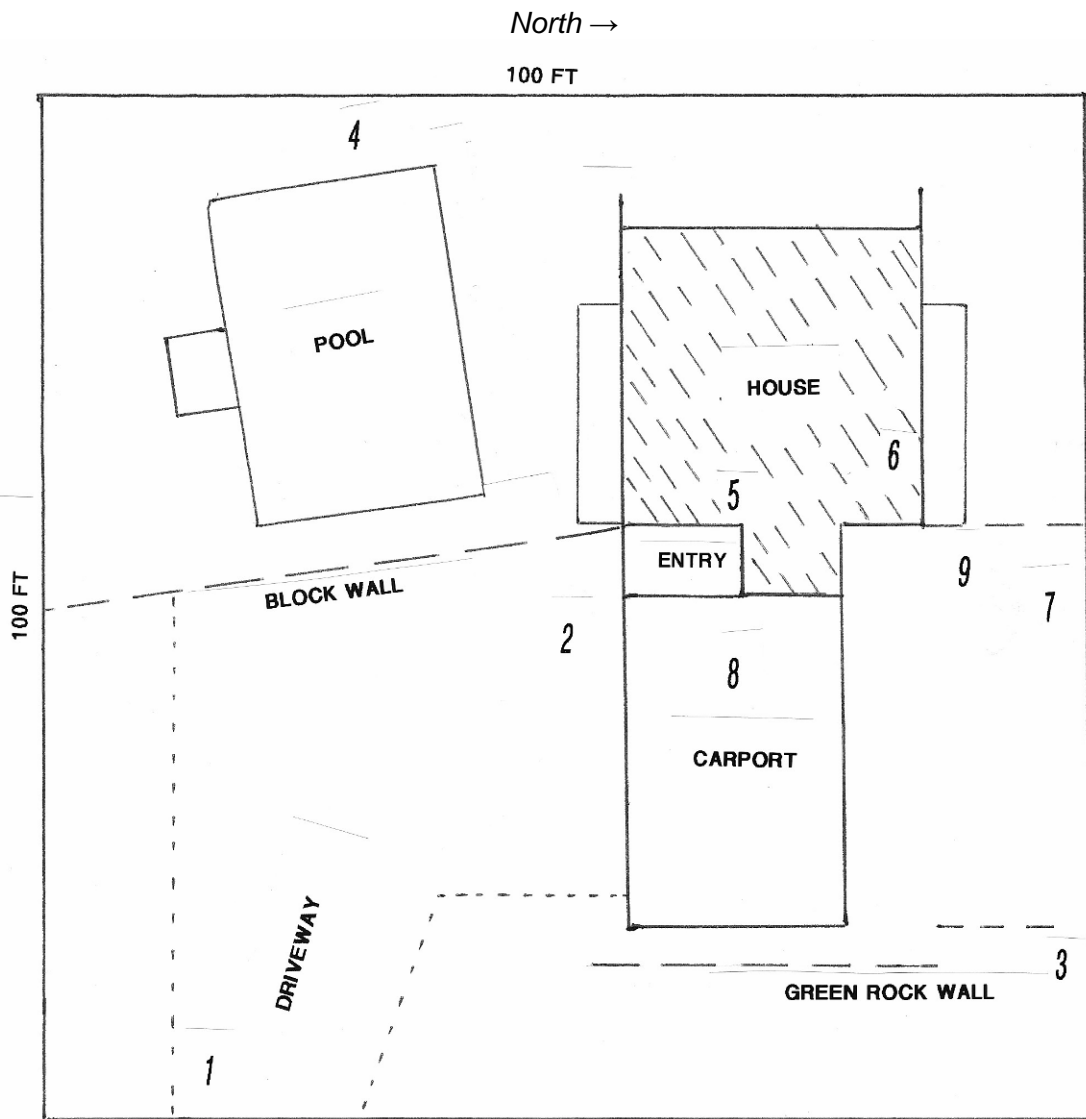 North →
100 FT
4
POOL
HOUSE
6
5
ENTRY
9
BLOCK WALL
100 FT
7
2
8
CARPORT
DRIVEWAY
3
GREEN ROCK WALL
1